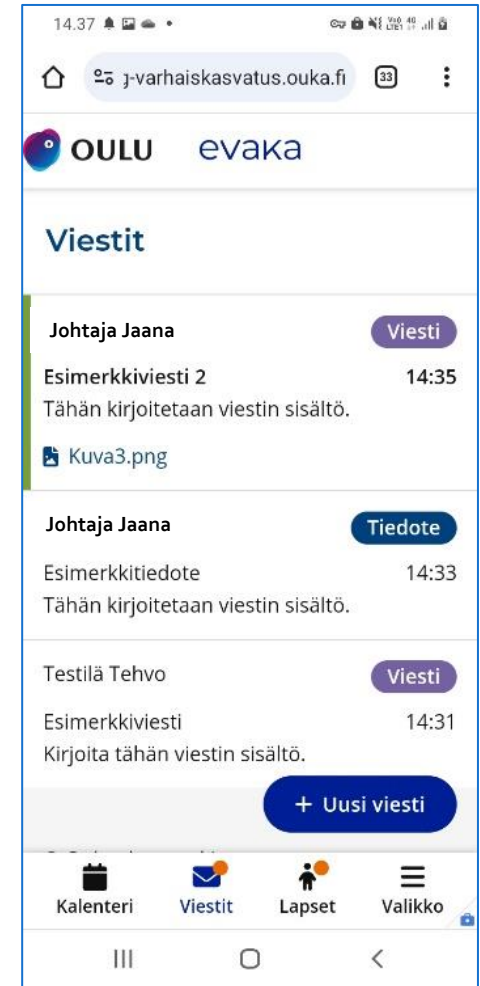 14.37
g-varhaiskasvatus.ouka.fi 33
OULU evaka
Viestit
Johtaja Jaana Viesti
Esimerkkiviesti 2 14:35
Tähän kirjoitetaan viestin sisältö.
Kuva3.png
Johtaja Jaana Tiedote
Esimerkkitiedote 14:33
Tähän kirjoitetaan viestin sisältö.
Testilä Tehvo Viesti
Esimerkkiviesti 14:31
Kirjoita tähän viestin sisältö.
+ Uusi viesti
Kalenteri Viestit Lapset Valikko